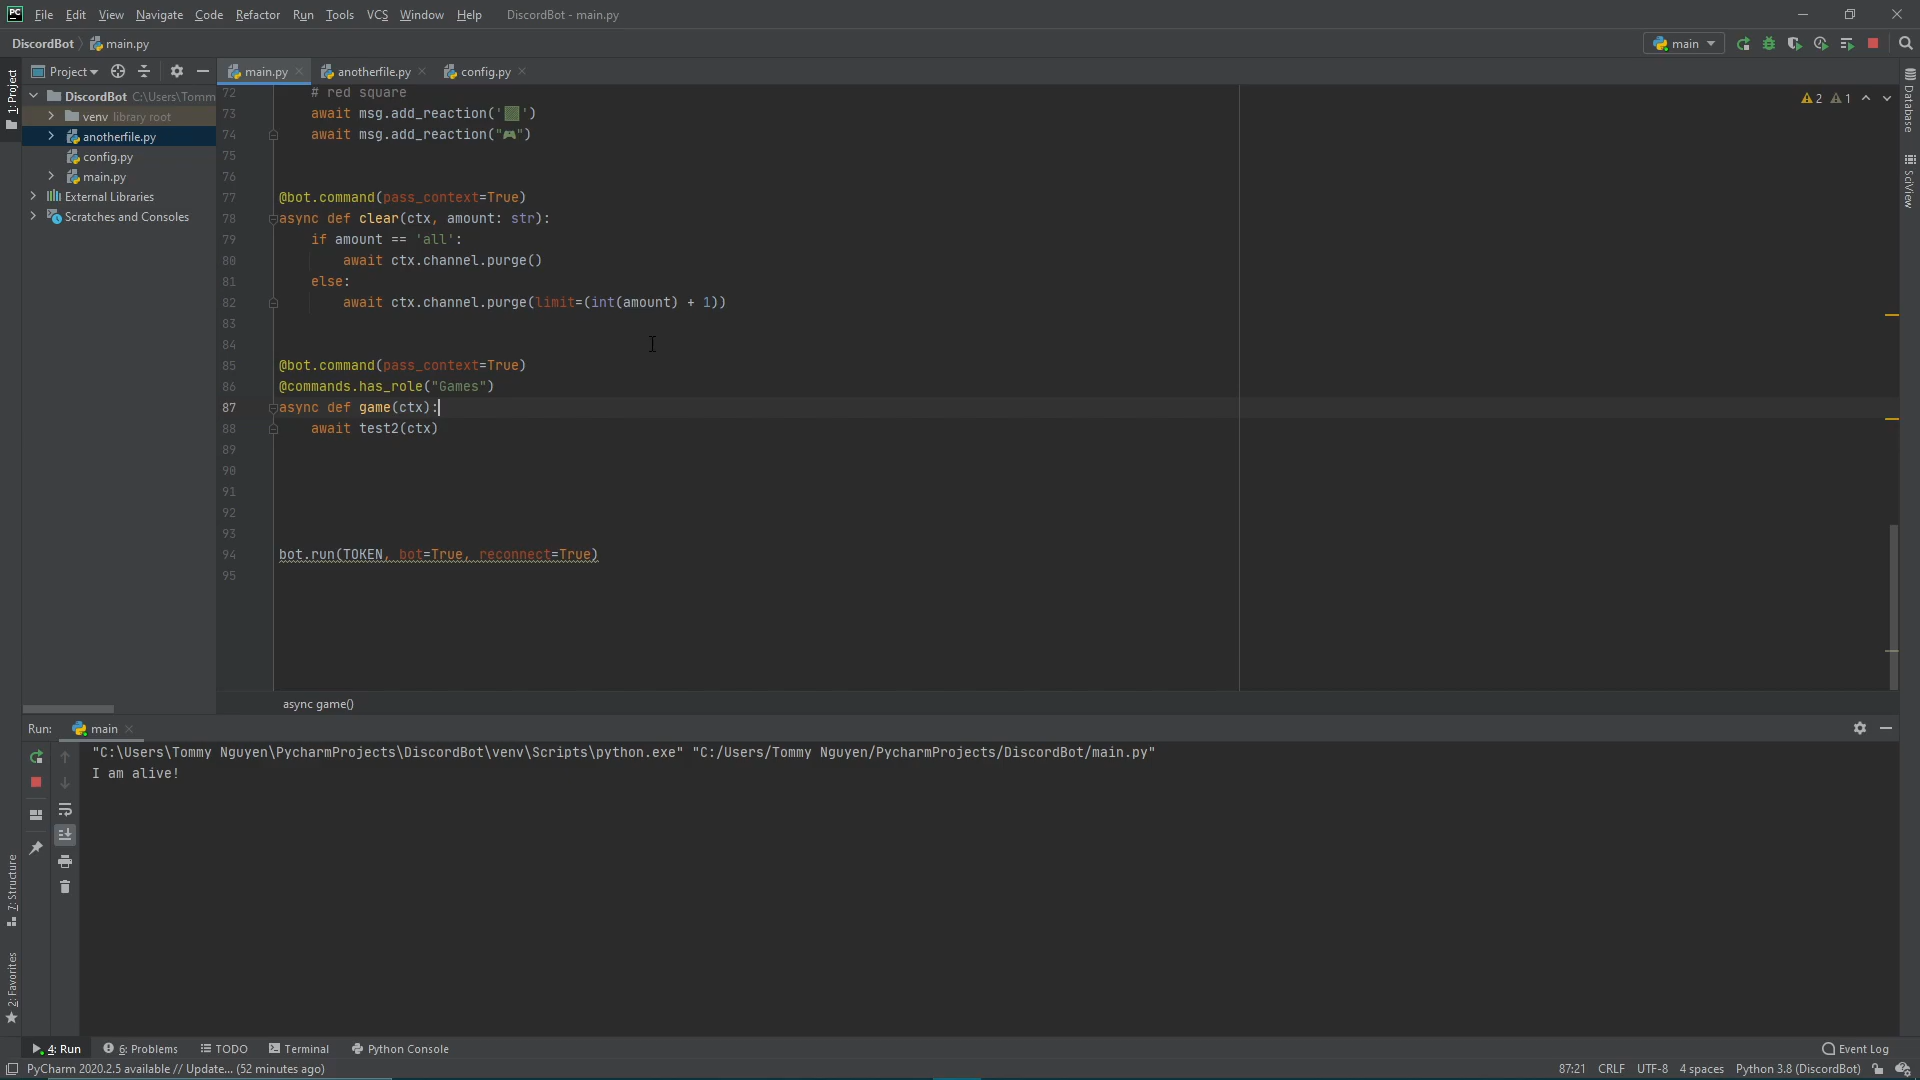 PC File Edit View Navigate Code Refactor Run Tools VCS Window Help DiscordBot - main.py
DiscordBot main.py main
1: Project
Project
main.py anotherfile.py config.py
DiscordBot C:\Users\Tomm
venv library root
anotherfile.py
config.py
main.py
External Libraries
Scratches and Consoles
2 1
Database
SciView
72 # red square
73 await msg.add_reaction('🟩')
74 await msg.add_reaction("🎮")
75
76
77 @bot.command(pass_context=True)
78 async def clear(ctx, amount: str):
79 if amount == 'all':
80 await ctx.channel.purge()
81 else:
82 await ctx.channel.purge(limit=(int(amount) + 1))
83
84
85 @bot.command(pass_context=True)
86 @commands.has_role("Games")
87 async def game(ctx):
88 await test2(ctx)
89
90
91
92
93
94 bot.run(TOKEN, bot=True, reconnect=True)
95
async game()
Run: main
"C:\Users\Tommy Nguyen\PycharmProjects\DiscordBot\venv\Scripts\python.exe" "C:/Users/Tommy Nguyen/PycharmProjects/DiscordBot/main.py"
I am alive!
7: Structure
2: Favorites
4: Run 6: Problems TODO Terminal Python Console Event Log
PyCharm 2020.2.5 available // Update... (52 minutes ago) 87:21 CRLF UTF-8 4 spaces Python 3.8 (DiscordBot)